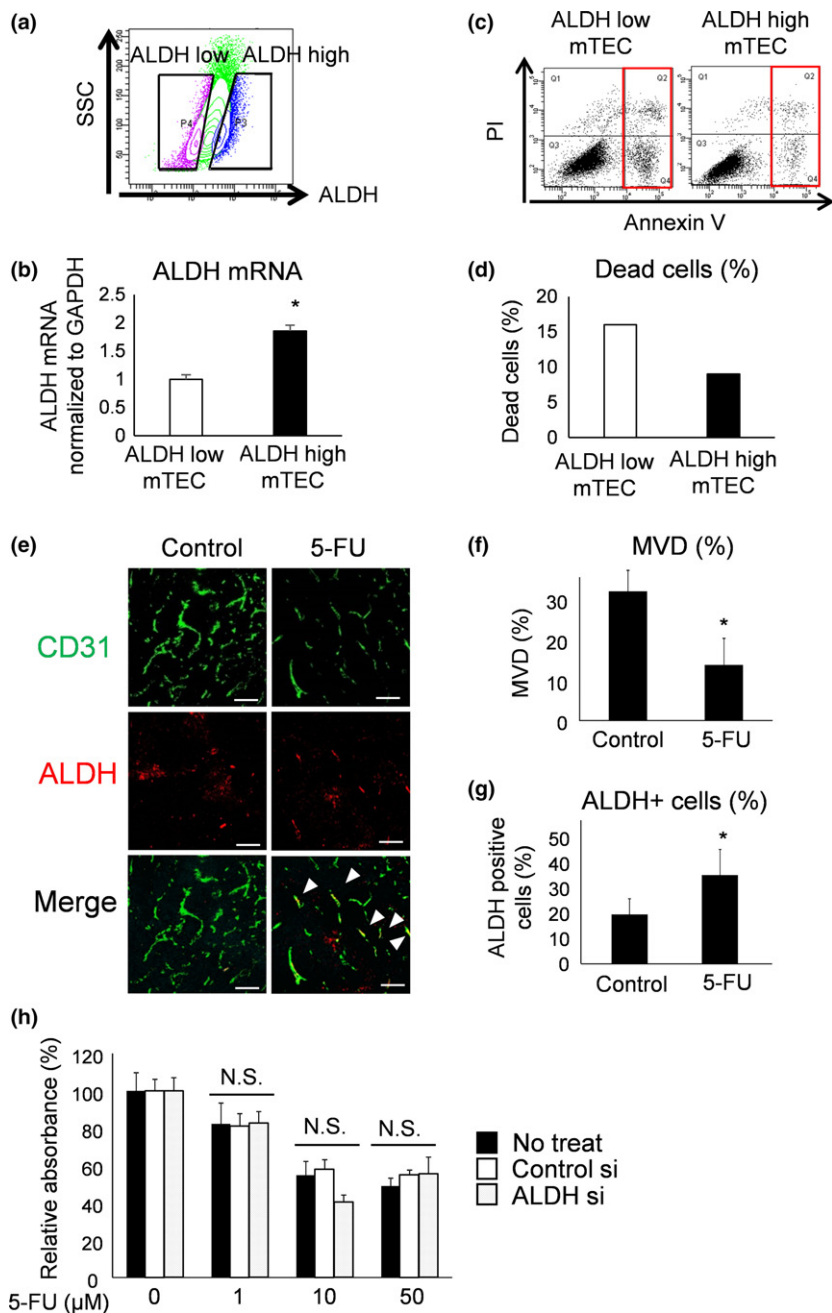 (a)
ALDH low ALDH high
SSC
250
200
150
100
50
P4
P3
ALDH
(b)
ALDH mRNA
ALDH mRNA
normalized to GAPDH
2.5
2
1.5
1
0.5
0
*
ALDH low
mTEC
ALDH high
mTEC
(c)
ALDH low
mTEC
ALDH high
mTEC
PI
Q1
Q2
Q3
Q4
Q1
Q2
Q3
Q4
Annexin V
(d)
Dead cells (%)
Dead cells (%)
20
15
10
5
0
ALDH low
mTEC
ALDH high
mTEC
(e)
Control
5-FU
CD31
ALDH
Merge
(f)
MVD (%)
MVD (%)
30
20
10
0
*
Control
5-FU
(g)
ALDH+ cells (%)
ALDH positive
cells (%)
50
40
30
20
10
0
*
Control
5-FU
(h)
Relative absorbance (%)
120
100
80
60
40
20
0
N.S.
N.S.
N.S.
5-FU (µM)
0
1
10
50
No treat
Control si
ALDH si